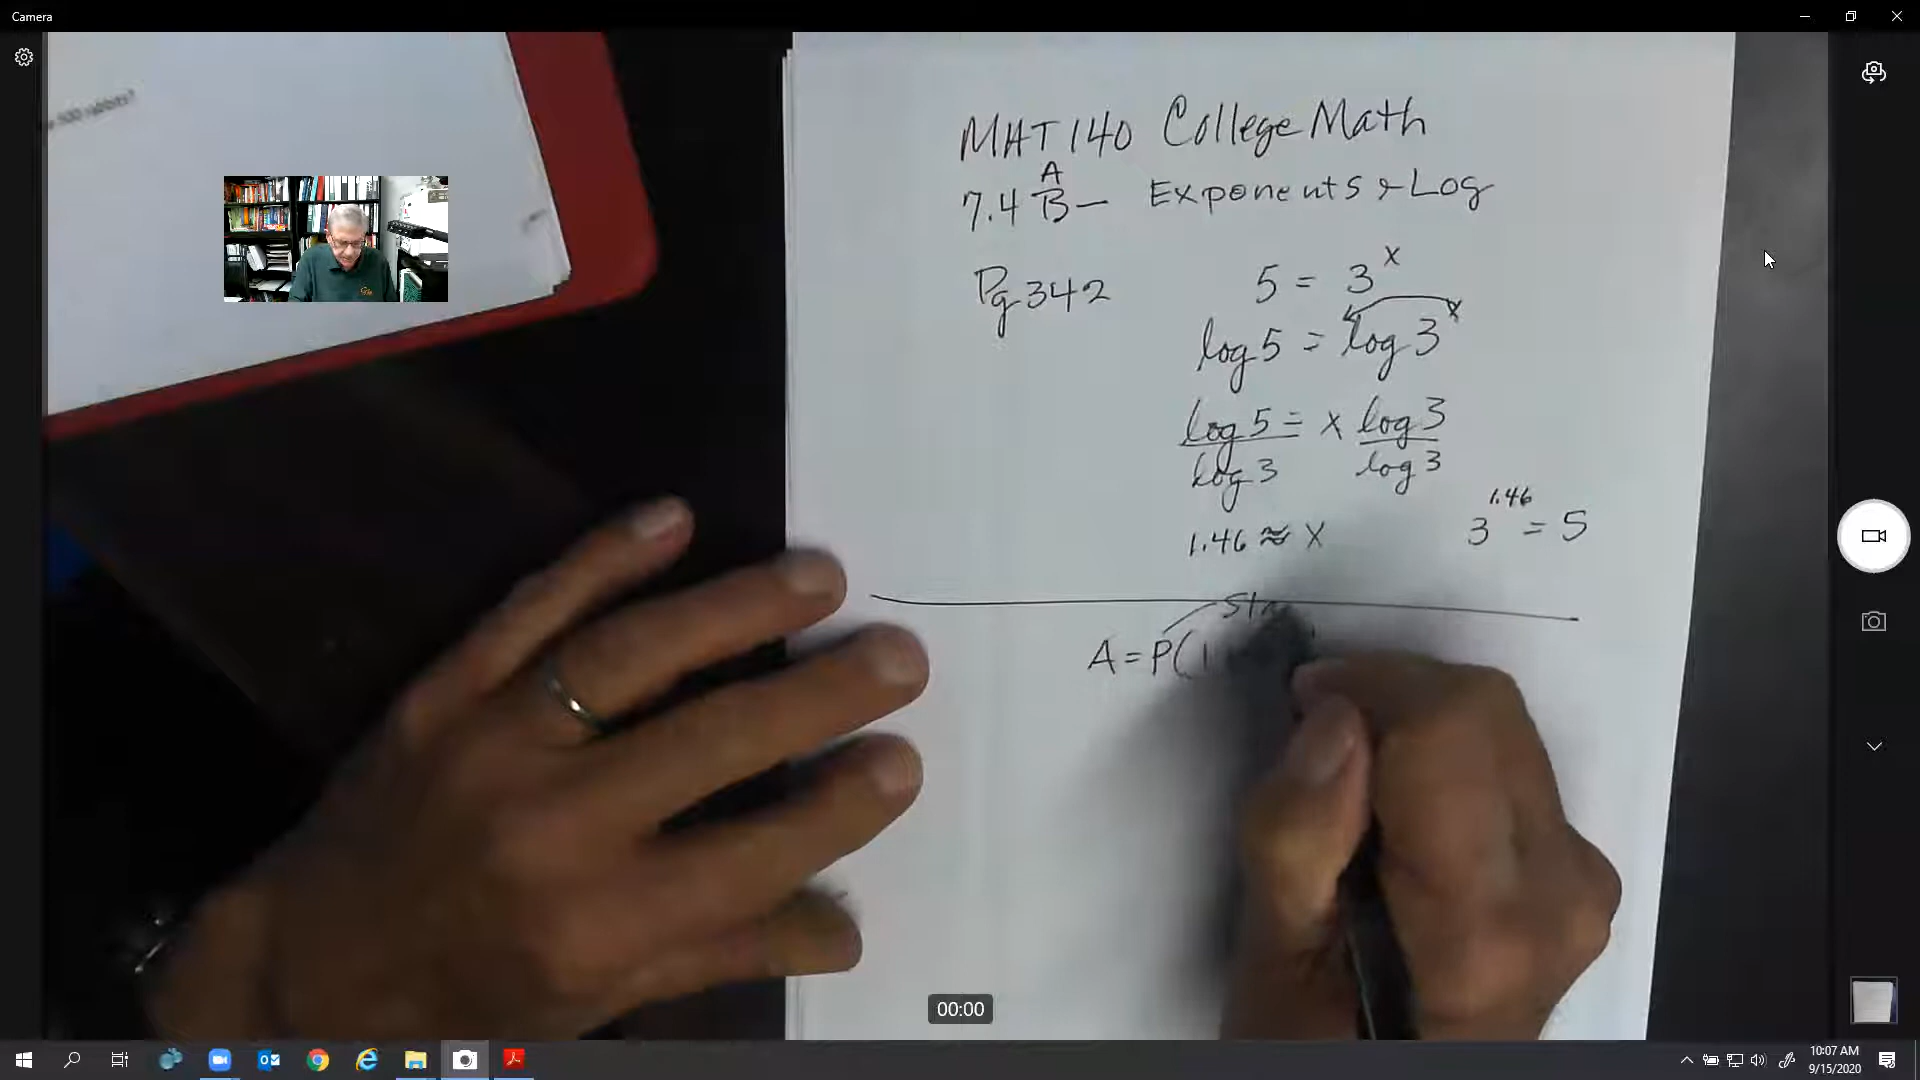 Camera
500 rabbits?
MAT 140 College Math
A
7.4 B - Exponents & Log
Pg 342
5 = 3^x
log 5 = log 3^x
log 5 = x log 3
log 3 log 3
1.46 ≈ x
3^1.46 = 5
A = P(1
00:00
10:07 AM
9/15/2020